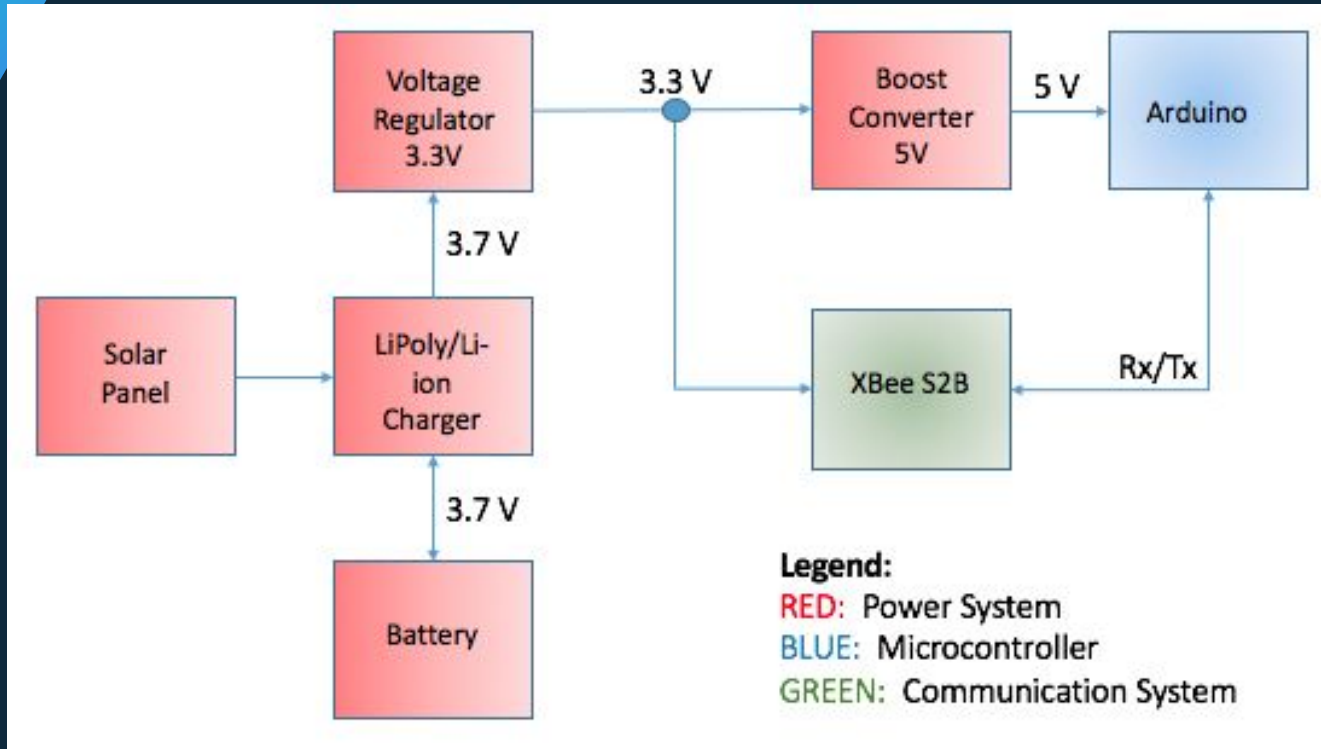 Voltage
Regulator
3.3V
3.3 V
Boost
Converter
5V
5 V
Arduino
3.7 V
Solar
Panel
LiPoly/Li-
ion
Charger
XBee S2B
Rx/Tx
3.7 V
Battery
Legend:
RED: Power System
BLUE: Microcontroller
GREEN: Communication System